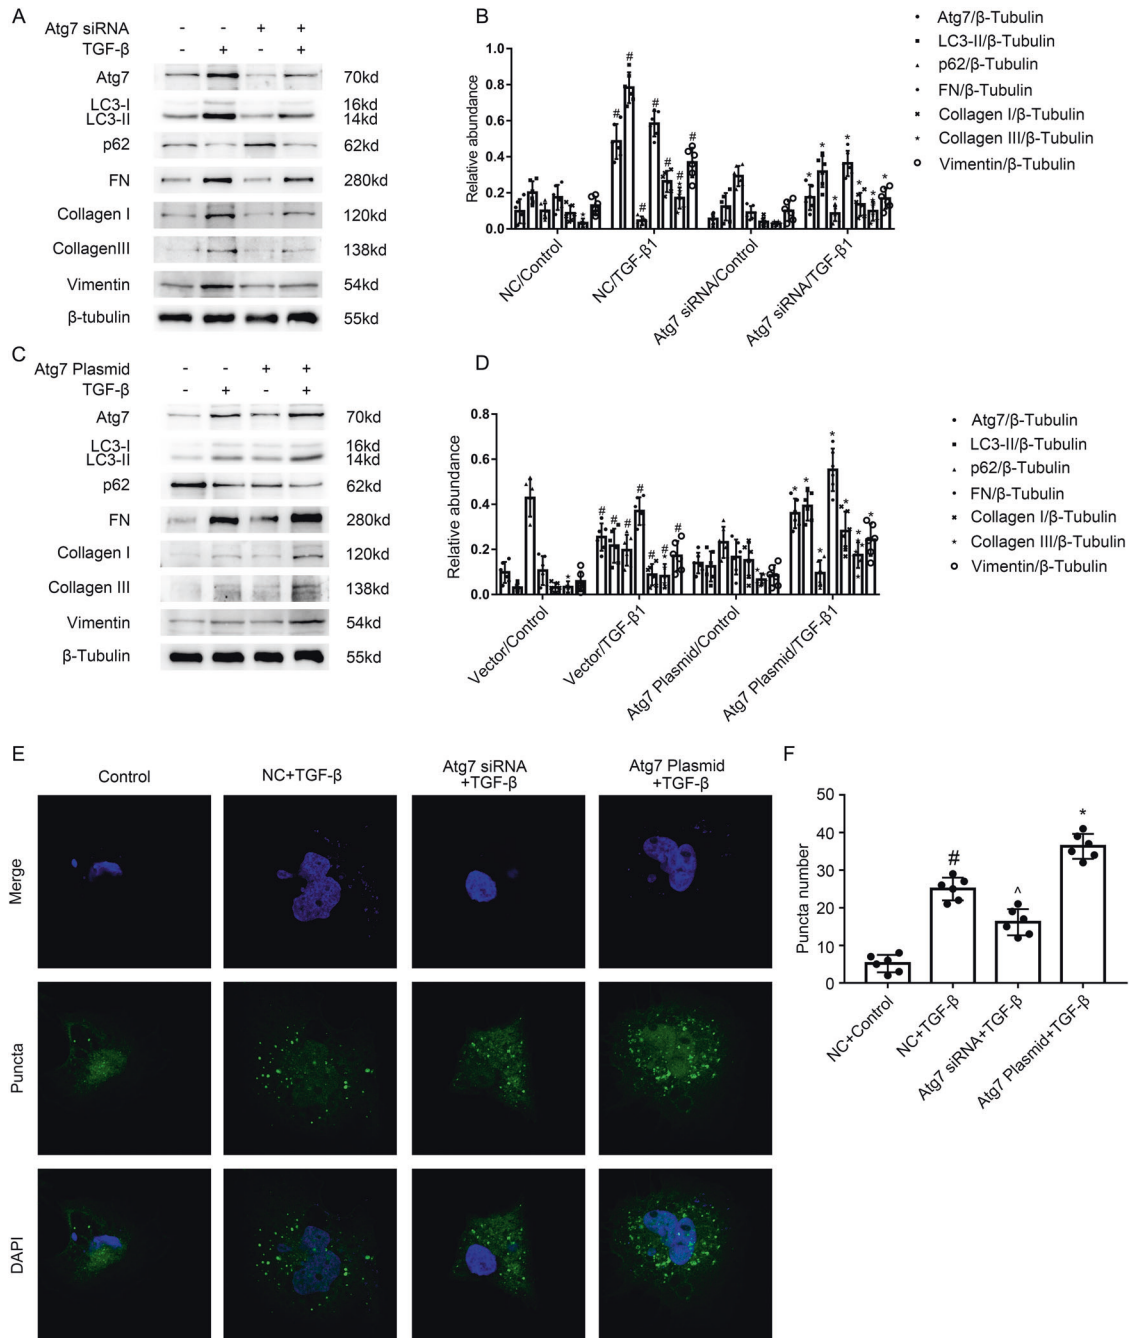 A
Atg7 siRNA - - + +
TGF-β - + - +
Atg7 70kd
LC3-I 16kd
LC3-II 14kd
p62 62kd
FN 280kd
Collagen I 120kd
CollagenIII 138kd
Vimentin 54kd
β-tubulin 55kd
B
Relative abundance
1.0
0.8
0.6
0.4
0.2
0.0
# # # # # # #
* * * * * * *
NC/Control
NC/TGF-β1
Atg7 siRNA/Control
Atg7 siRNA/TGF-β1
Atg7/β-Tubulin
LC3-II/β-Tubulin
p62/β-Tubulin
FN/β-Tubulin
Collagen I/β-Tubulin
Collagen III/β-Tubulin
Vimentin/β-Tubulin
C
Atg7 Plasmid - - + +
TGF-β - + - +
Atg7 70kd
LC3-I 16kd
LC3-II 14kd
p62 62kd
FN 280kd
Collagen I 120kd
Collagen III 138kd
Vimentin 54kd
β-Tubulin 55kd
D
Relative abundance
0.8
0.6
0.4
0.2
0.0
# # # # # # #
* * * * * * *
Vector/Control
Vector/TGF-β1
Atg7 Plasmid/Control
Atg7 Plasmid/TGF-β1
Atg7/β-Tubulin
LC3-II/β-Tubulin
p62/β-Tubulin
FN/β-Tubulin
Collagen I/β-Tubulin
Collagen III/β-Tubulin
Vimentin/β-Tubulin
E
Control
NC+TGF-β
Atg7 siRNA
+TGF-β
Atg7 Plasmid
+TGF-β
Merge
Puncta
DAPI
F
Puncta number
50
40
30
20
10
0
#
^
*
NC+Control
NC+TGF-β
Atg7 siRNA+TGF-β
Atg7 Plasmid+TGF-β